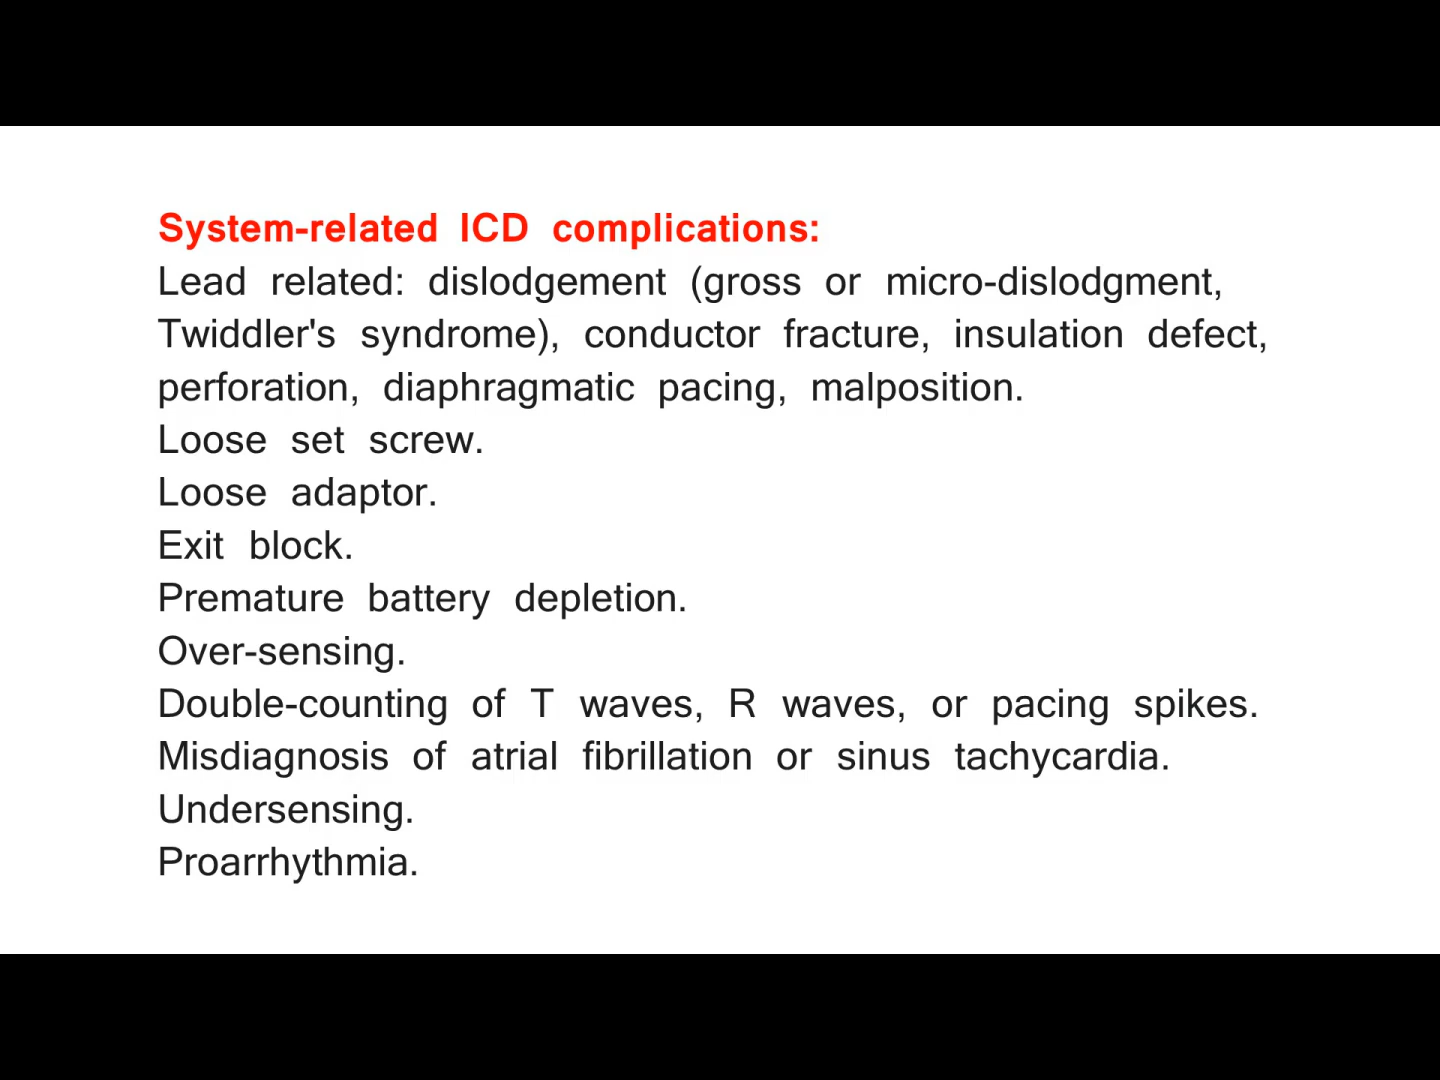 System-related ICD complications:
Lead related: dislodgement (gross or micro-dislodgment,
Twiddler's syndrome), conductor fracture, insulation defect,
perforation, diaphragmatic pacing, malposition.
Loose set screw.
Loose adaptor.
Exit block.
Premature battery depletion.
Over-sensing.
Double-counting of T waves, R waves, or pacing spikes.
Misdiagnosis of atrial fibrillation or sinus tachycardia.
Undersensing.
Proarrhythmia.